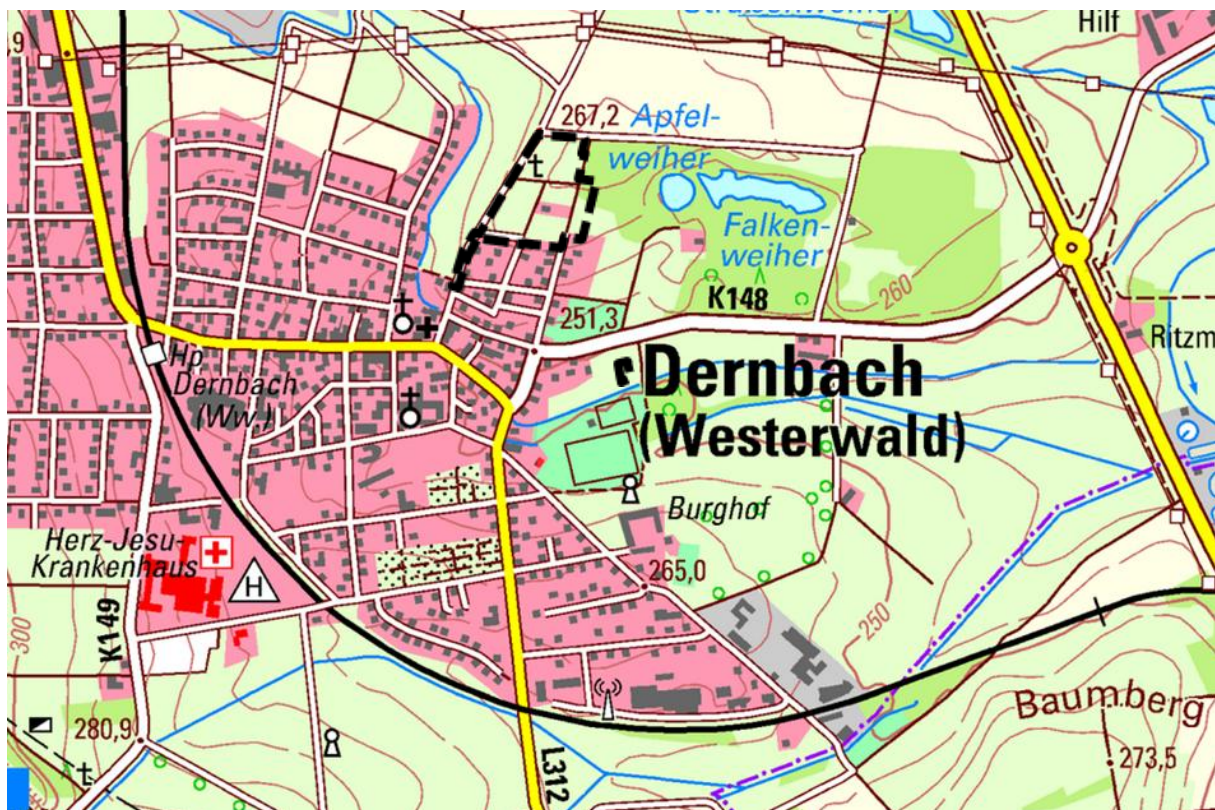 Hilf
,9
267,2
Apfel-
weiher
Falken-
weiher
K148
260
251,3
Ritzm
Hp
Dernbach
(Ww.)
Dernbach
(Westerwald)
Burghof
Herz-Jesu-
Krankenhaus
H
265,0
250
K149
300
Baumberg
280,9
L312
273,5